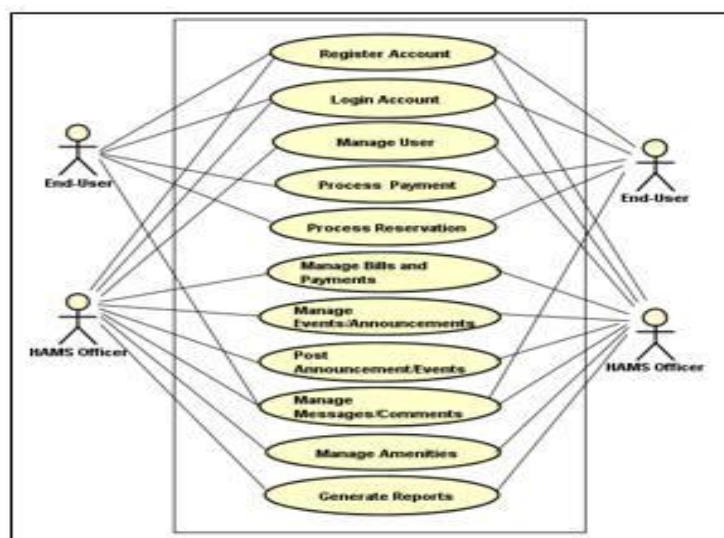 Register Account
Login Account
Manage User
End-User
Process Payment
End-User
Process Reservation
Manage Bills and
Payments
Manage
Events/Announcements
HAMS Officer
Post
Announcement/Events
HAMS Officer
Manage
Messages/Comments
Manage Amenities
Generate Reports